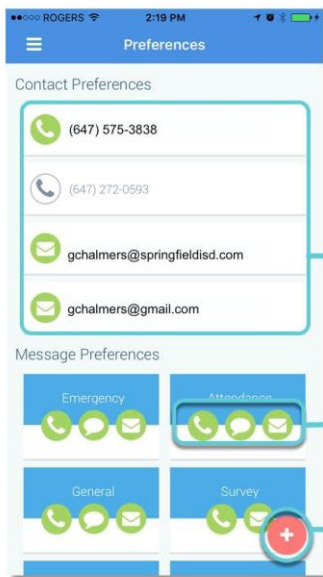 ROGERS 2:19 PM
Preferences
Contact Preferences
(647) 575-3838
(647) 272-0593
gchalmers@springfieldisd.com
gchalmers@gmail.com
Message Preferences
Emergency Attendance
General Survey